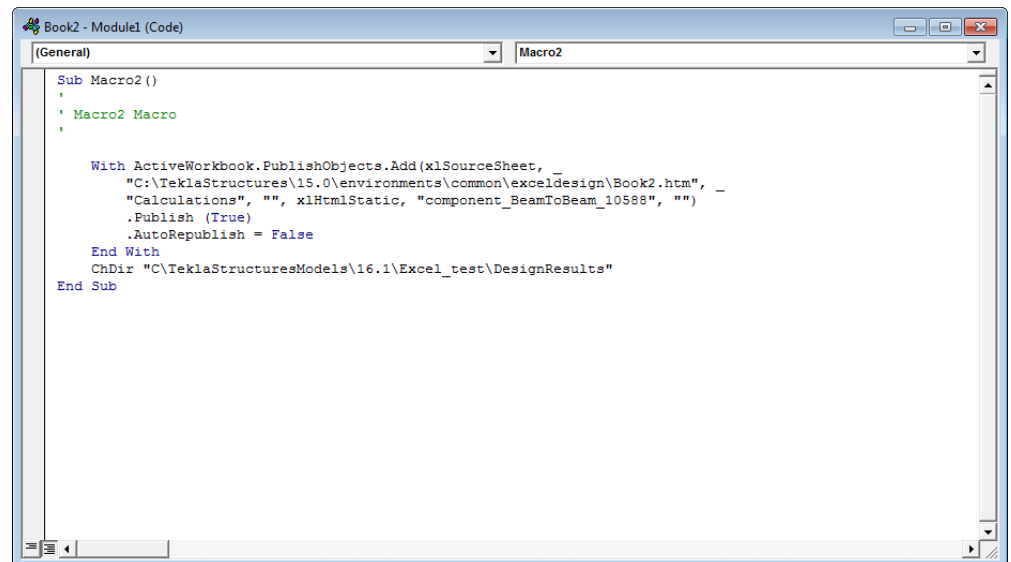 Book2 - Module1 (Code)
(General) Macro2
Sub Macro2()
'
' Macro2 Macro
'
With ActiveWorkbook.PublishObjects.Add(xlSourceSheet, _
"C:\TeklaStructures\15.0\environments\common\exceldesign\Book2.htm", _
"Calculations", "", xlHtmlStatic, "component_BeamToBeam_10588", "")
.Publish (True)
.AutoRepublish = False
End With
ChDir "C\TeklaStructuresModels\16.1\Excel_test\DesignResults"
End Sub